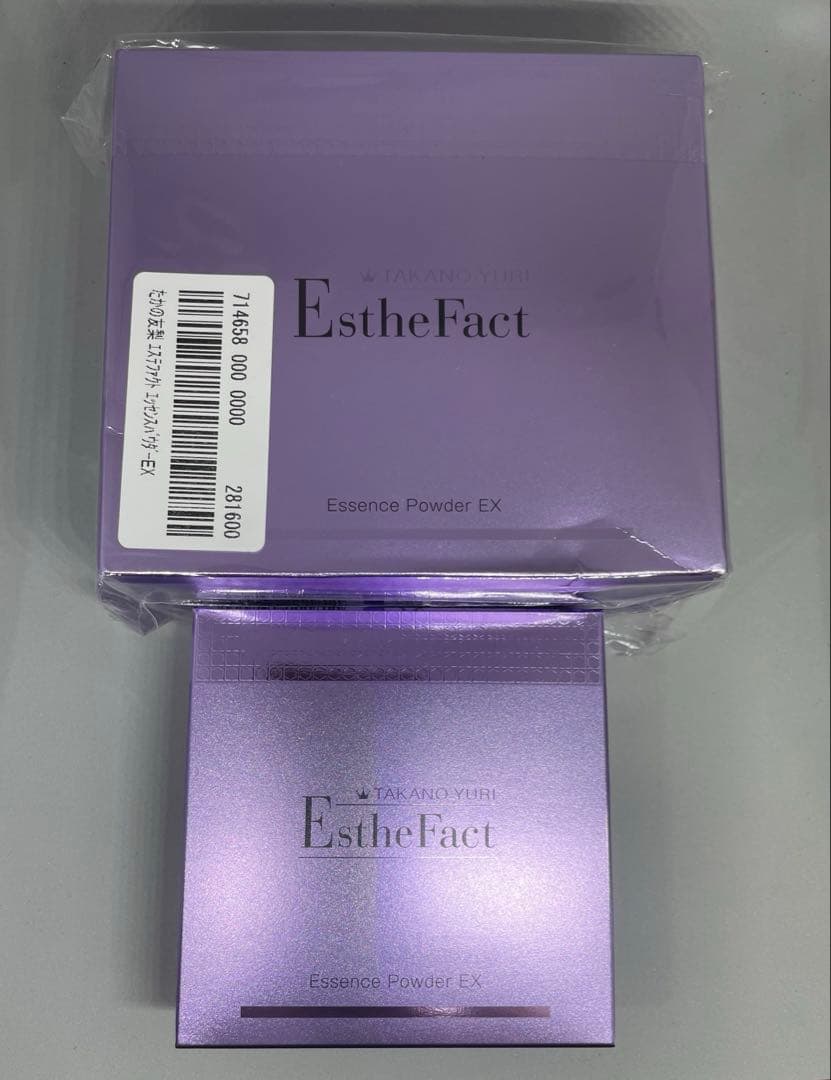 TAKANO YURI
EstheFact
Essence Powder EX
714658 000 0000 281600
たかの友梨 ｴｽﾃﾌｧｸﾄ ｴｯｾﾝｽﾊﾟｳﾀﾞｰEX
TAKANO YURI
EstheFact
Essence Powder EX